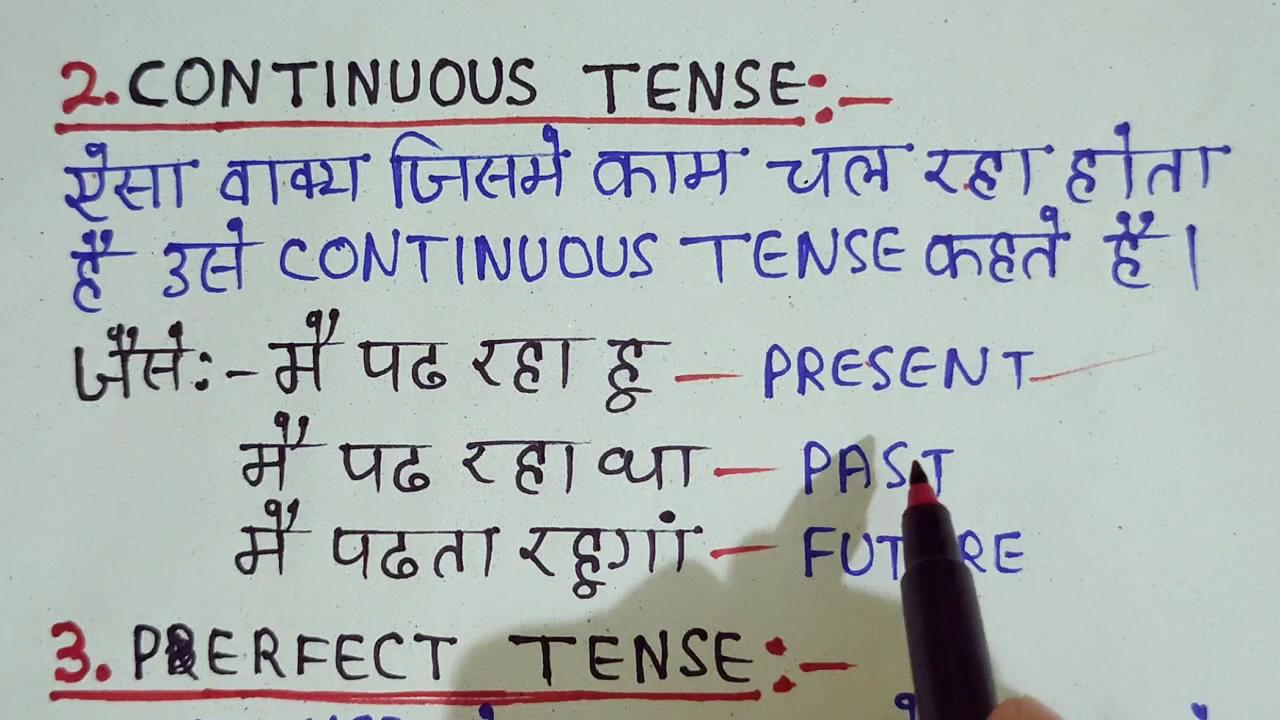 2. CONTINUOUS TENSE:-
ऐसा वाक्य जिसमे काम चल रहा होता
है उसे CONTINUOUS TENSE कहते है।
जैसे:- मै पढ रहा हू - PRESENT
मै पढ रहा था - PAST
मै पढता रहूगां - FUTURE
3. PERFECT TENSE:-